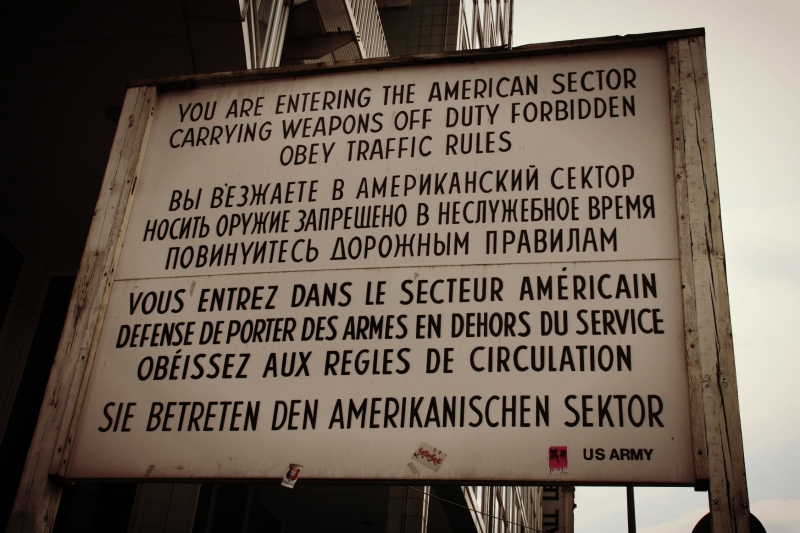 YOU ARE ENTERING THE AMERICAN SECTOR
CARRYING WEAPONS OFF DUTY FORBIDDEN
OBEY TRAFFIC RULES
ВЫ В'ЕЗЖАЕТЕ В АМЕРИКАНСКИЙ СЕКТОР
НОСИТЬ ОРУЖИЕ ЗАПРЕЩЕНО В НЕСЛУЖЕБНОЕ ВРЕМЯ
ПОВИНУИТЕСЬ ДОРОЖНЫМ ПРАВИЛАМ
VOUS ENTREZ DANS LE SECTEUR AMÉRICAIN
DEFENSE DE PORTER DES ARMES EN DEHORS DU SERVICE
OBÉISSEZ AUX REGLES DE CIRCULATION
SIE BETRETEN DEN AMERIKANISCHEN SEKTOR
US ARMY